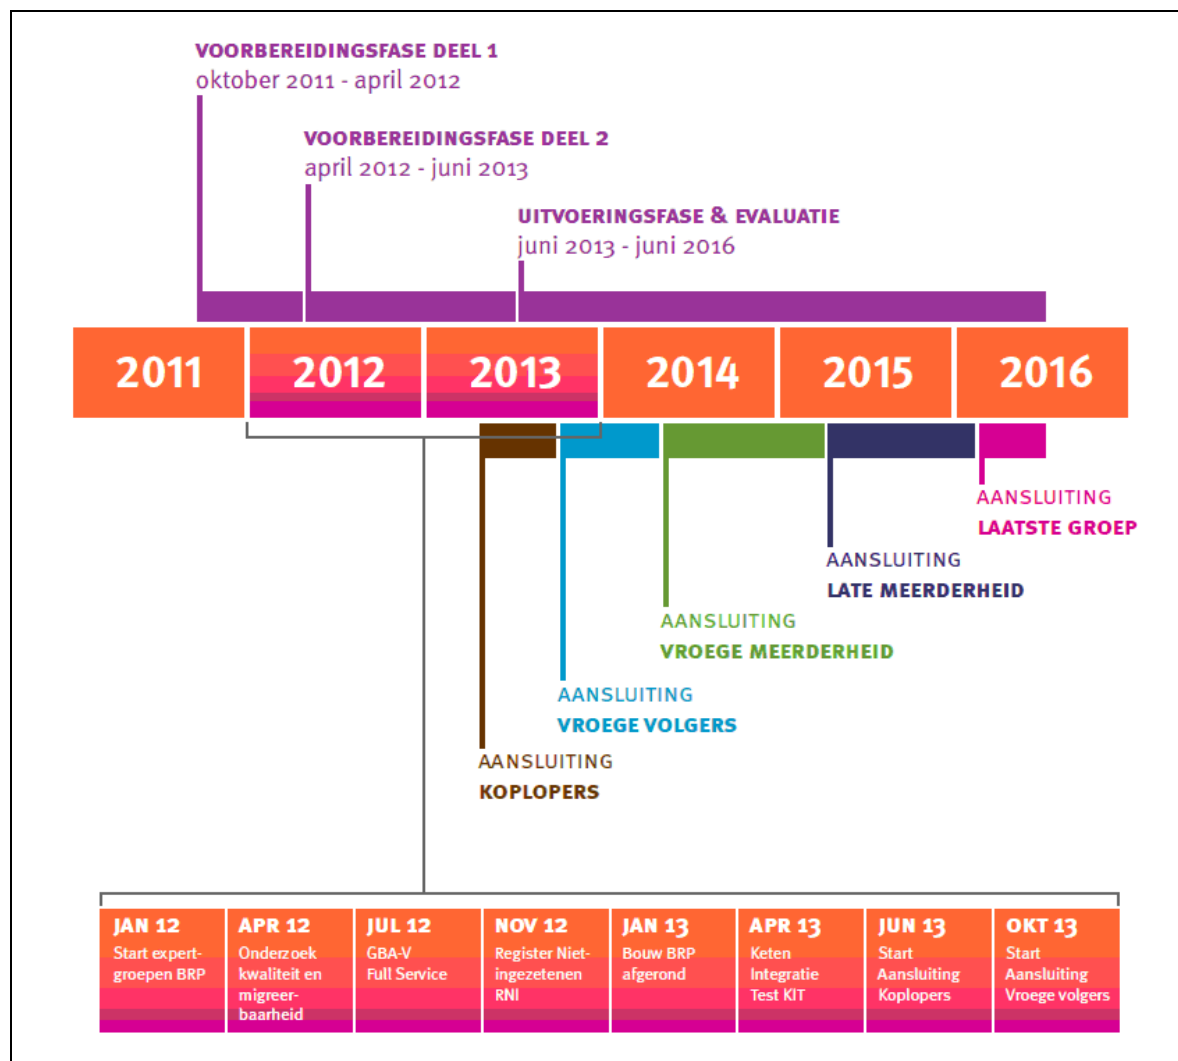 VOORBEREIDINGSFASE DEEL 1
oktober 2011 - april 2012
VOORBEREIDINGSFASE DEEL 2
april 2012 - juni 2013
UITVOERINGSFASE & EVALUATIE
juni 2013 - juni 2016
2011
2012
2013
2014
2015
2016
AANSLUITING
LAATSTE GROEP
AANSLUITING
LATE MEERDERHEID
AANSLUITING
VROEGE MEERDERHEID
AANSLUITING
VROEGE VOLGERS
AANSLUITING
KOPLOPERS
JAN 12
Start expert-
groepen BRP
APR 12
Onderzoek
kwaliteit en
migreer-
baarheid
JUL 12
GBA-V
Full Service
NOV 12
Register Niet-
ingezetenen
RNI
JAN 13
Bouw BRP
afgerond
APR 13
Keten
Integratie
Test KIT
JUN 13
Start
Aansluiting
Koplopers
OKT 13
Start
Aansluiting
Vroege volgers